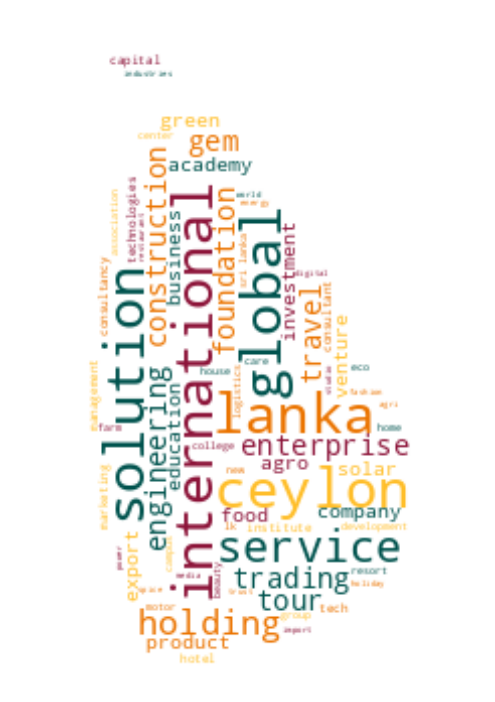 capital
industries
green
center
gem
academy
construction
technologies
restaurant
association
business
international
foundation
world
energy
sri lanka
global
investment
digital
consultancy
solution
travel
consultant
venture
eco
care
house
logistics
management
engineering
education
lanka
fashion
agri
farm
home
college
enterprise
agro
new
solar
marketing
ceylon
food
company
lk
institute
development
service
power
export
campus
media
beauty
trading
resort
holiday
spice
tour
motor
tech
holding
group
import
product
hotel